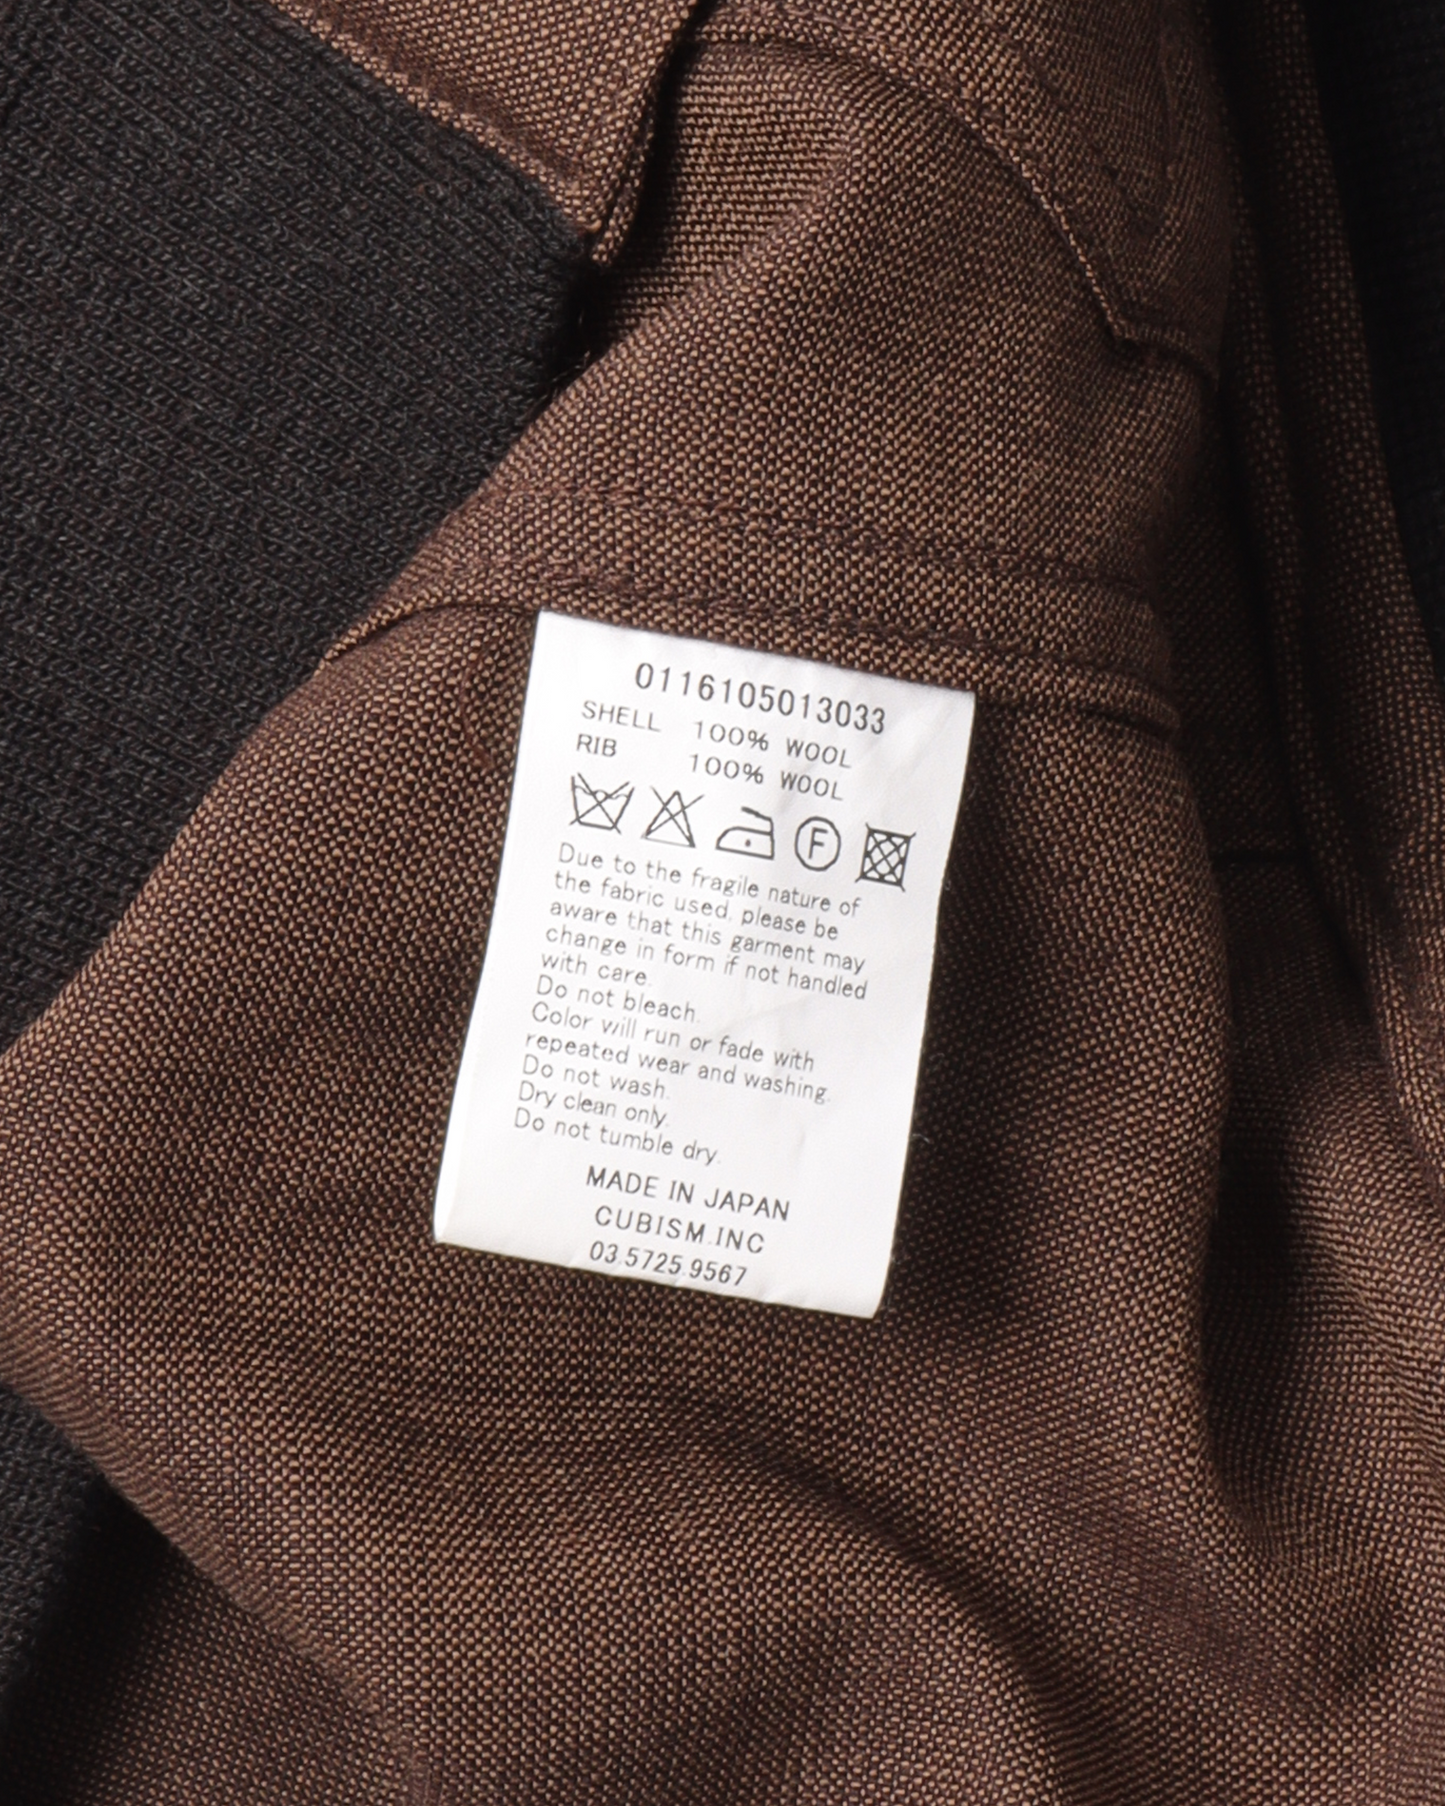 0116105013033
SHELL 100% WOOL
RIB 100% WOOL
F
Due to the fragile nature of
the fabric used, please be
aware that this garment may
change in form if not handled
with care.
Do not bleach.
Color will run or fade with
repeated wear and washing.
Do not wash.
Dry clean only.
Do not tumble dry.
MADE IN JAPAN
CUBISM.INC
03.5725.9567